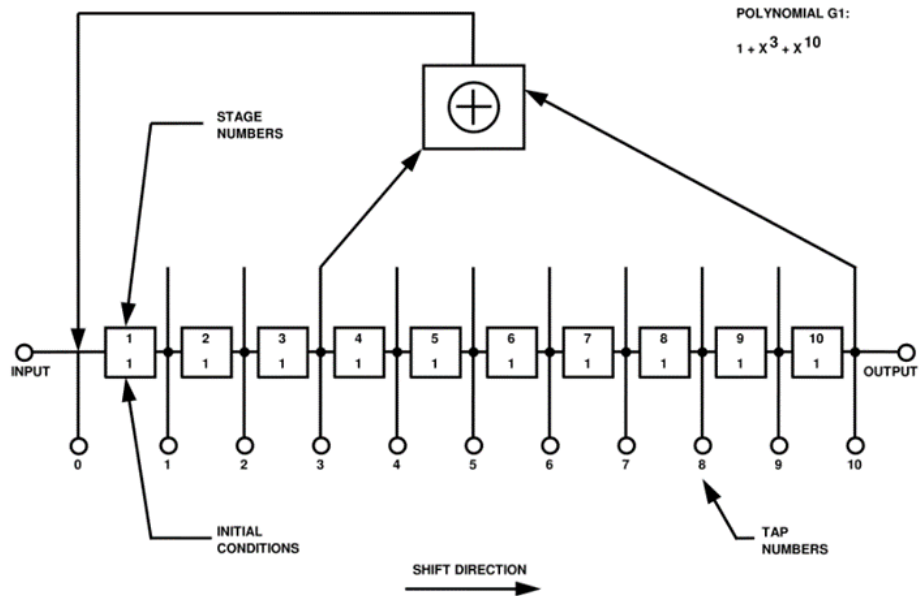 POLYNOMIAL G1:
1 + X^3 + X^10
STAGE
NUMBERS
1 2 3 4 5 6 7 8 9 10
1 1 1 1 1 1 1 1 1 1
INPUT
OUTPUT
0 1 2 3 4 5 6 7 8 9 10
INITIAL
CONDITIONS
TAP
NUMBERS
SHIFT DIRECTION